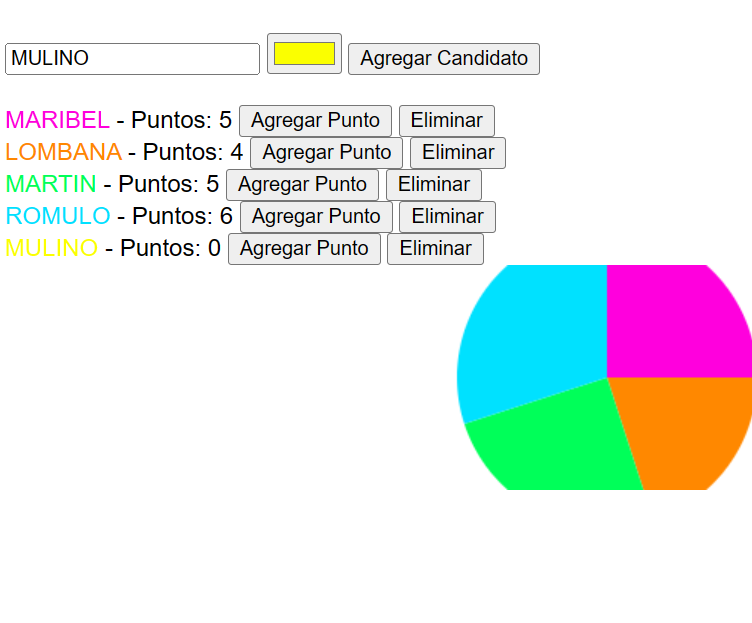 MULINO Agregar Candidato
MARIBEL - Puntos: 5 Agregar Punto Eliminar
LOMBANA - Puntos: 4 Agregar Punto Eliminar
MARTIN - Puntos: 5 Agregar Punto Eliminar
ROMULO - Puntos: 6 Agregar Punto Eliminar
MULINO - Puntos: 0 Agregar Punto Eliminar